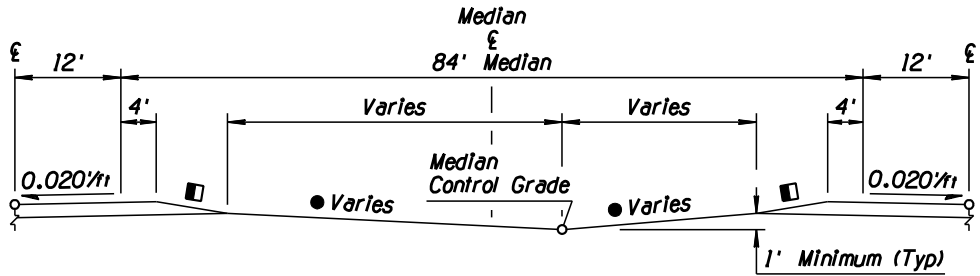 Median
℄
℄
℄
12'
84' Median
12'
4'
Varies
Varies
4'
0.020'/ft
Median
Control Grade
0.020'/ft
Varies
Varies
1' Minimum (Typ)